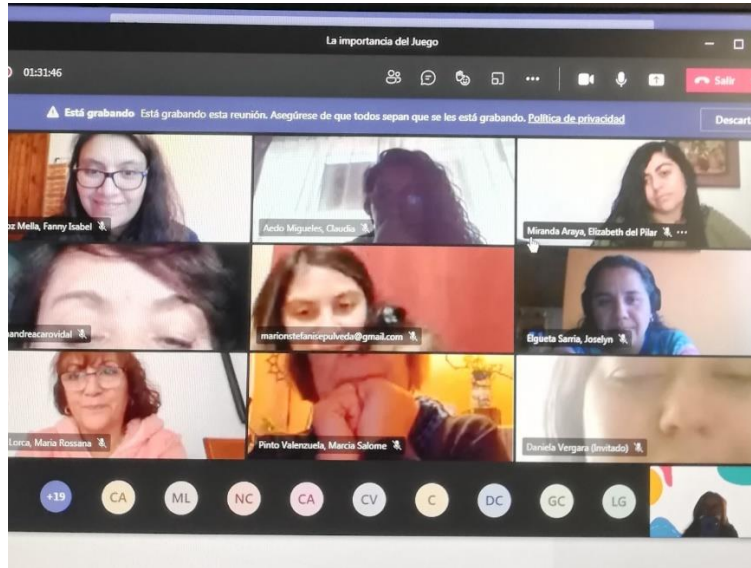 La importancia del Juego
01:31:46
Salir
Está grabando Está grabando esta reunión. Asegúrese de que todos sepan que se les está grabando. Política de privacidad
Descart
oz Mella, Fanny Isabel
Aedo Migueles, Claudia
Miranda Araya, Elizabeth del Pilar
andreacarovidal
marionstefanisepulveda@gmail.com
Elgueta Sarria, Joselyn
Lorca, Maria Rossana
Pinto Valenzuela, Marcia Salome
Daniela Vergara (Invitado)
+19 CA ML NC CA CV C DC GC LG